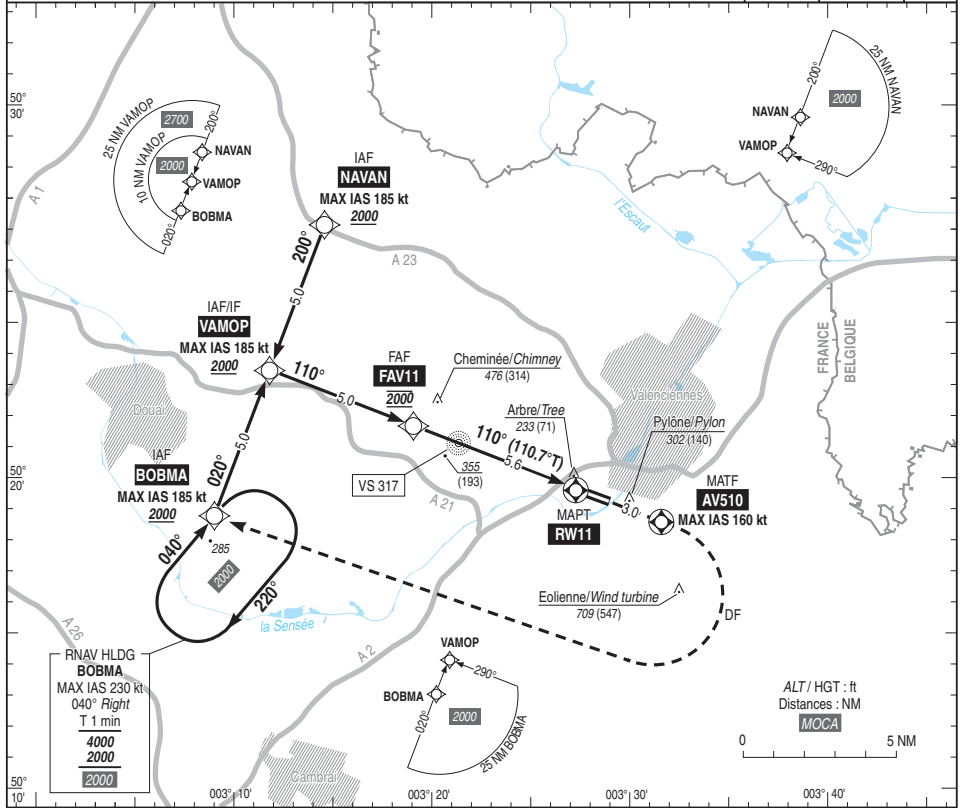 50°
30'
25 NM VAMOP
10 NM VAMOP
2700
2000
200°
020°
NAVAN
VAMOP
BOBMA
A 1
IAF
NAVAN
MAX IAS 185 kt
2000
25 NM NAVAN
200°
2000
NAVAN
VAMOP
290°
l'Escaut
A 23
200°
5.0
IAF/IF
VAMOP
MAX IAS 185 kt
2000
110°
5.0
FAF
FAV11
2000
Cheminée/Chimney
476 (314)
FRANCE
BELGIQUE
Douai
Valenciennes
Arbre/Tree
233 (71)
Pylône/Pylon
302 (140)
110° (110.7°T)
5.6
50°
20'
020°
5.0
IAF
BOBMA
MAX IAS 185 kt
2000
VS 317
355
(193)
A 21
MAPT
RW11
3.0
MATF
AV510
MAX IAS 160 kt
040°
285
2000
220°
Eolienne/Wind turbine
709 (547)
DF
la Sensée
A 26
A 2
RNAV HLDG
BOBMA
MAX IAS 230 kt
040° Right
T 1 min
4000
2000
2000
VAMOP
290°
BOBMA
020°
2000
25 NM BOBMA
ALT / HGT : ft
Distances : NM
MOCA
0
5 NM
Cambrai
50°
10'
003° 10'
003° 20'
003° 30'
003° 40'